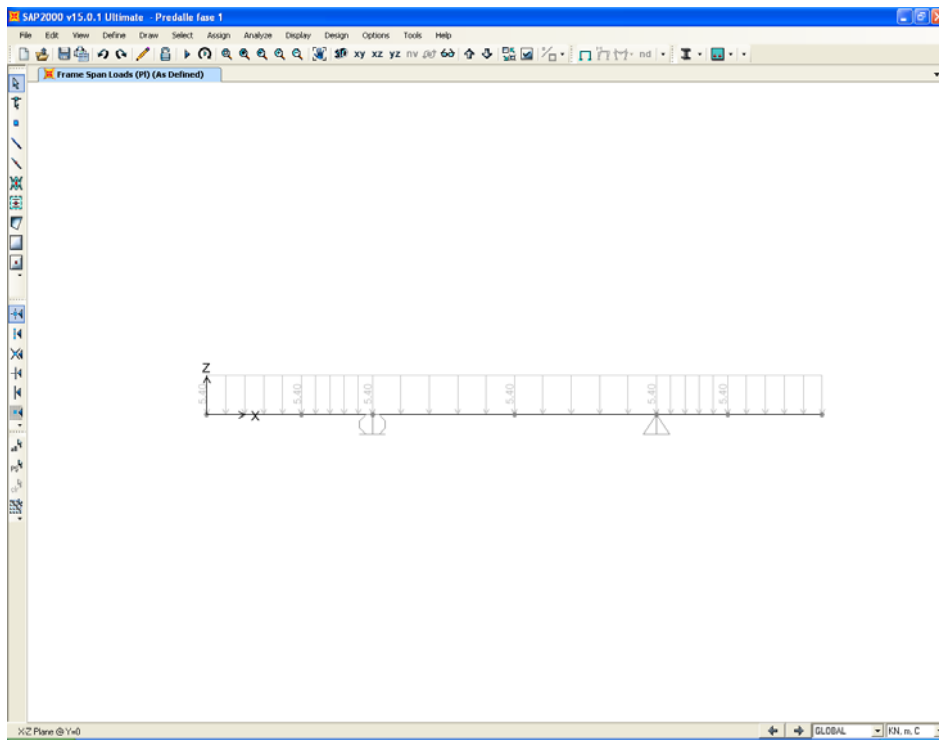 SAP2000 v15.0.1 Ultimate - Predalle fase 1
File Edit View Define Draw Select Assign Analyze Display Design Options Tools Help
3D xy xz yz nv nd
Frame Span Loads (Pl) (As Defined)
Z
5.40 5.40 5.40 5.40 5.40 5.40
X
X-Z Plane @ Y=0 GLOBAL KN, m, C